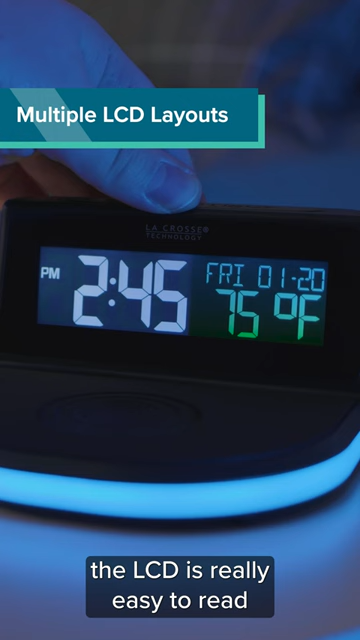 Multiple LCD Layouts
LA CROSSE®
TECHNOLOGY
PM 2:45 FRI 01-20
75 °F
the LCD is really
easy to read